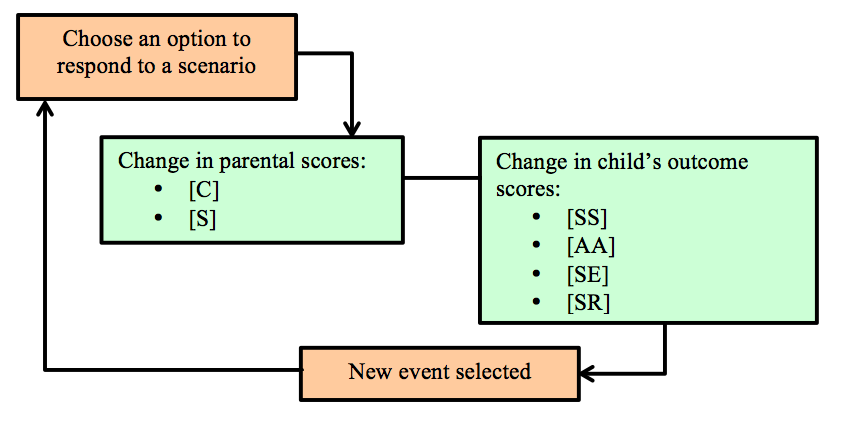 Choose an option to
respond to a scenario
Change in parental scores:
• [C]
• [S]
Change in child's outcome
scores:
• [SS]
• [AA]
• [SE]
• [SR]
New event selected